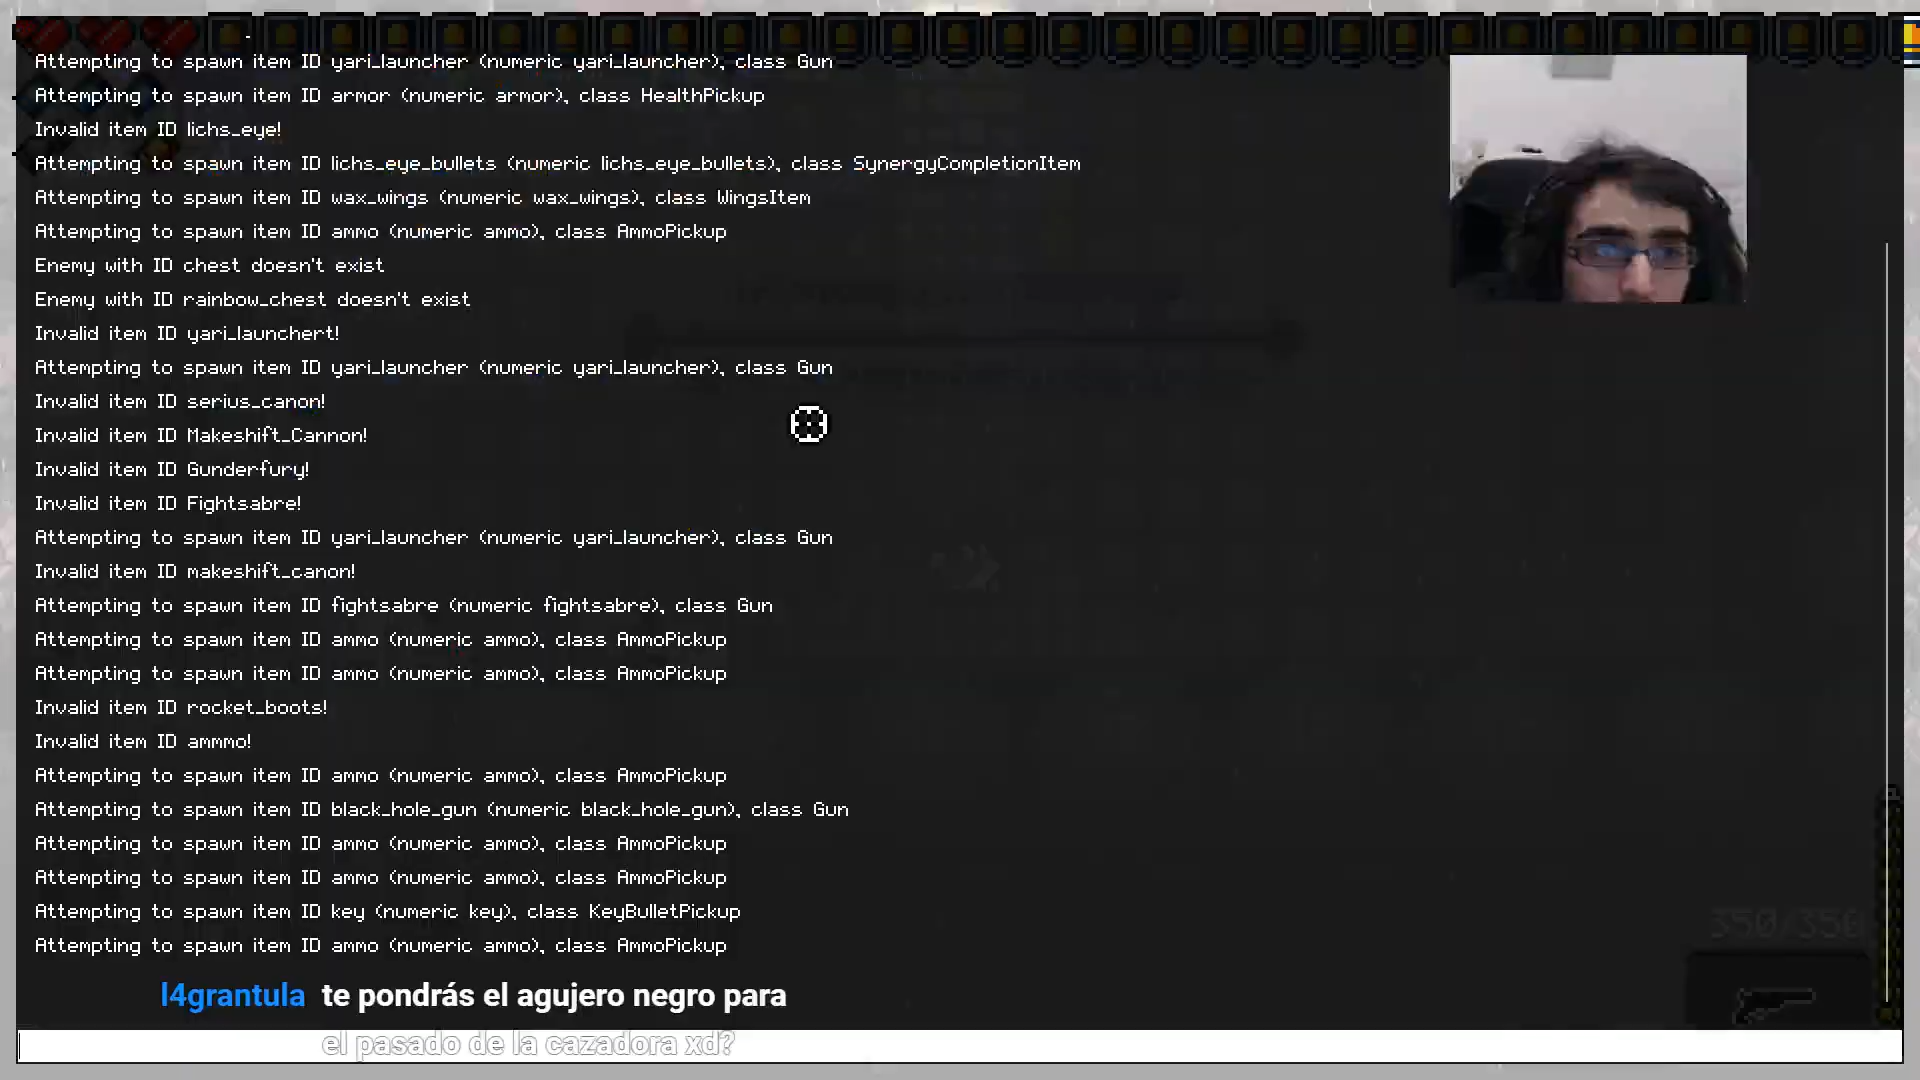 Attempting to spawn item ID yari_launcher (numeric yari_launcher), class Gun
Attempting to spawn item ID armor (numeric armor), class HealthPickup
Invalid item ID lichs_eye!
Attempting to spawn item ID lichs_eye_bullets (numeric lichs_eye_bullets), class SynergyCompletionItem
Attempting to spawn item ID wax_wings (numeric wax_wings), class WingsItem
Attempting to spawn item ID ammo (numeric ammo), class AmmoPickup
Enemy with ID chest doesn't exist
Enemy with ID rainbow_chest doesn't exist
Invalid item ID yari_launchert!
Attempting to spawn item ID yari_launcher (numeric yari_launcher), class Gun
Invalid item ID serius_canon!
Invalid item ID Makeshift_Cannon!
Invalid item ID Gunderfury!
Invalid item ID Fightsabre!
Attempting to spawn item ID yari_launcher (numeric yari_launcher), class Gun
Invalid item ID makeshift_canon!
Attempting to spawn item ID fightsabre (numeric fightsabre), class Gun
Attempting to spawn item ID ammo (numeric ammo), class AmmoPickup
Attempting to spawn item ID ammo (numeric ammo), class AmmoPickup
Invalid item ID rocket_boots!
Invalid item ID ammmo!
Attempting to spawn item ID ammo (numeric ammo), class AmmoPickup
Attempting to spawn item ID black_hole_gun (numeric black_hole_gun), class Gun
Attempting to spawn item ID ammo (numeric ammo), class AmmoPickup
Attempting to spawn item ID ammo (numeric ammo), class AmmoPickup
Attempting to spawn item ID key (numeric key), class KeyBulletPickup
350/350
Attempting to spawn item ID ammo (numeric ammo), class AmmoPickup
l4grantula te pondrás el agujero negro para
el pasado de la cazadora xd?